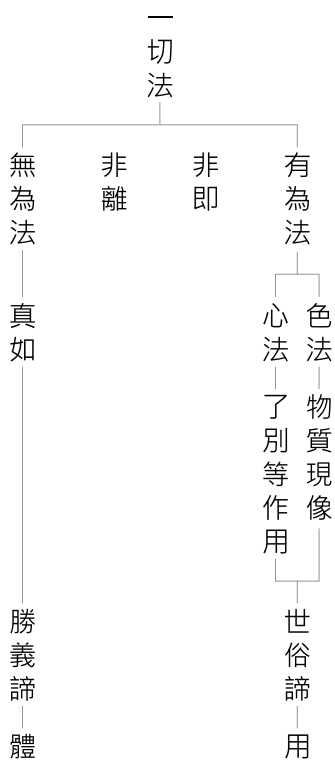 一切法
有為法
非即
非離
無為法
色法
心法
真如
物質現像
了別等作用
世俗諦
勝義諦
用
體